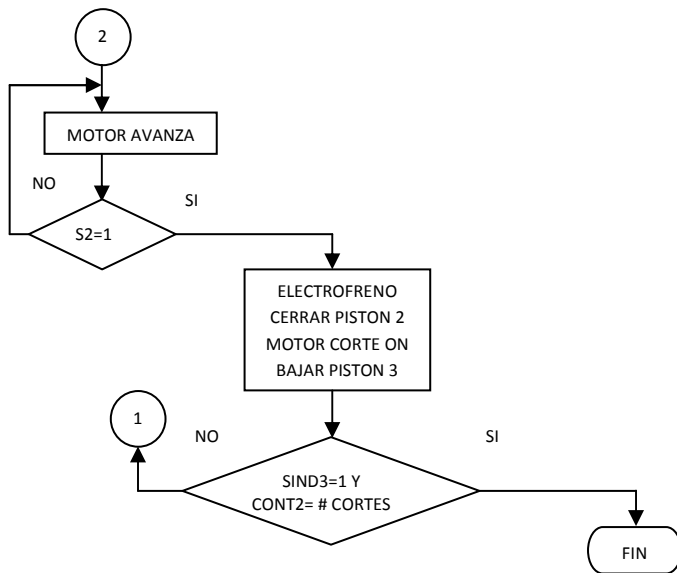 2
MOTOR AVANZA
NO
SI
S2=1
ELECTROFRENO
CERRAR PISTON 2
MOTOR CORTE ON
BAJAR PISTON 3
1
NO
SI
SIND3=1 Y
CONT2= # CORTES
FIN